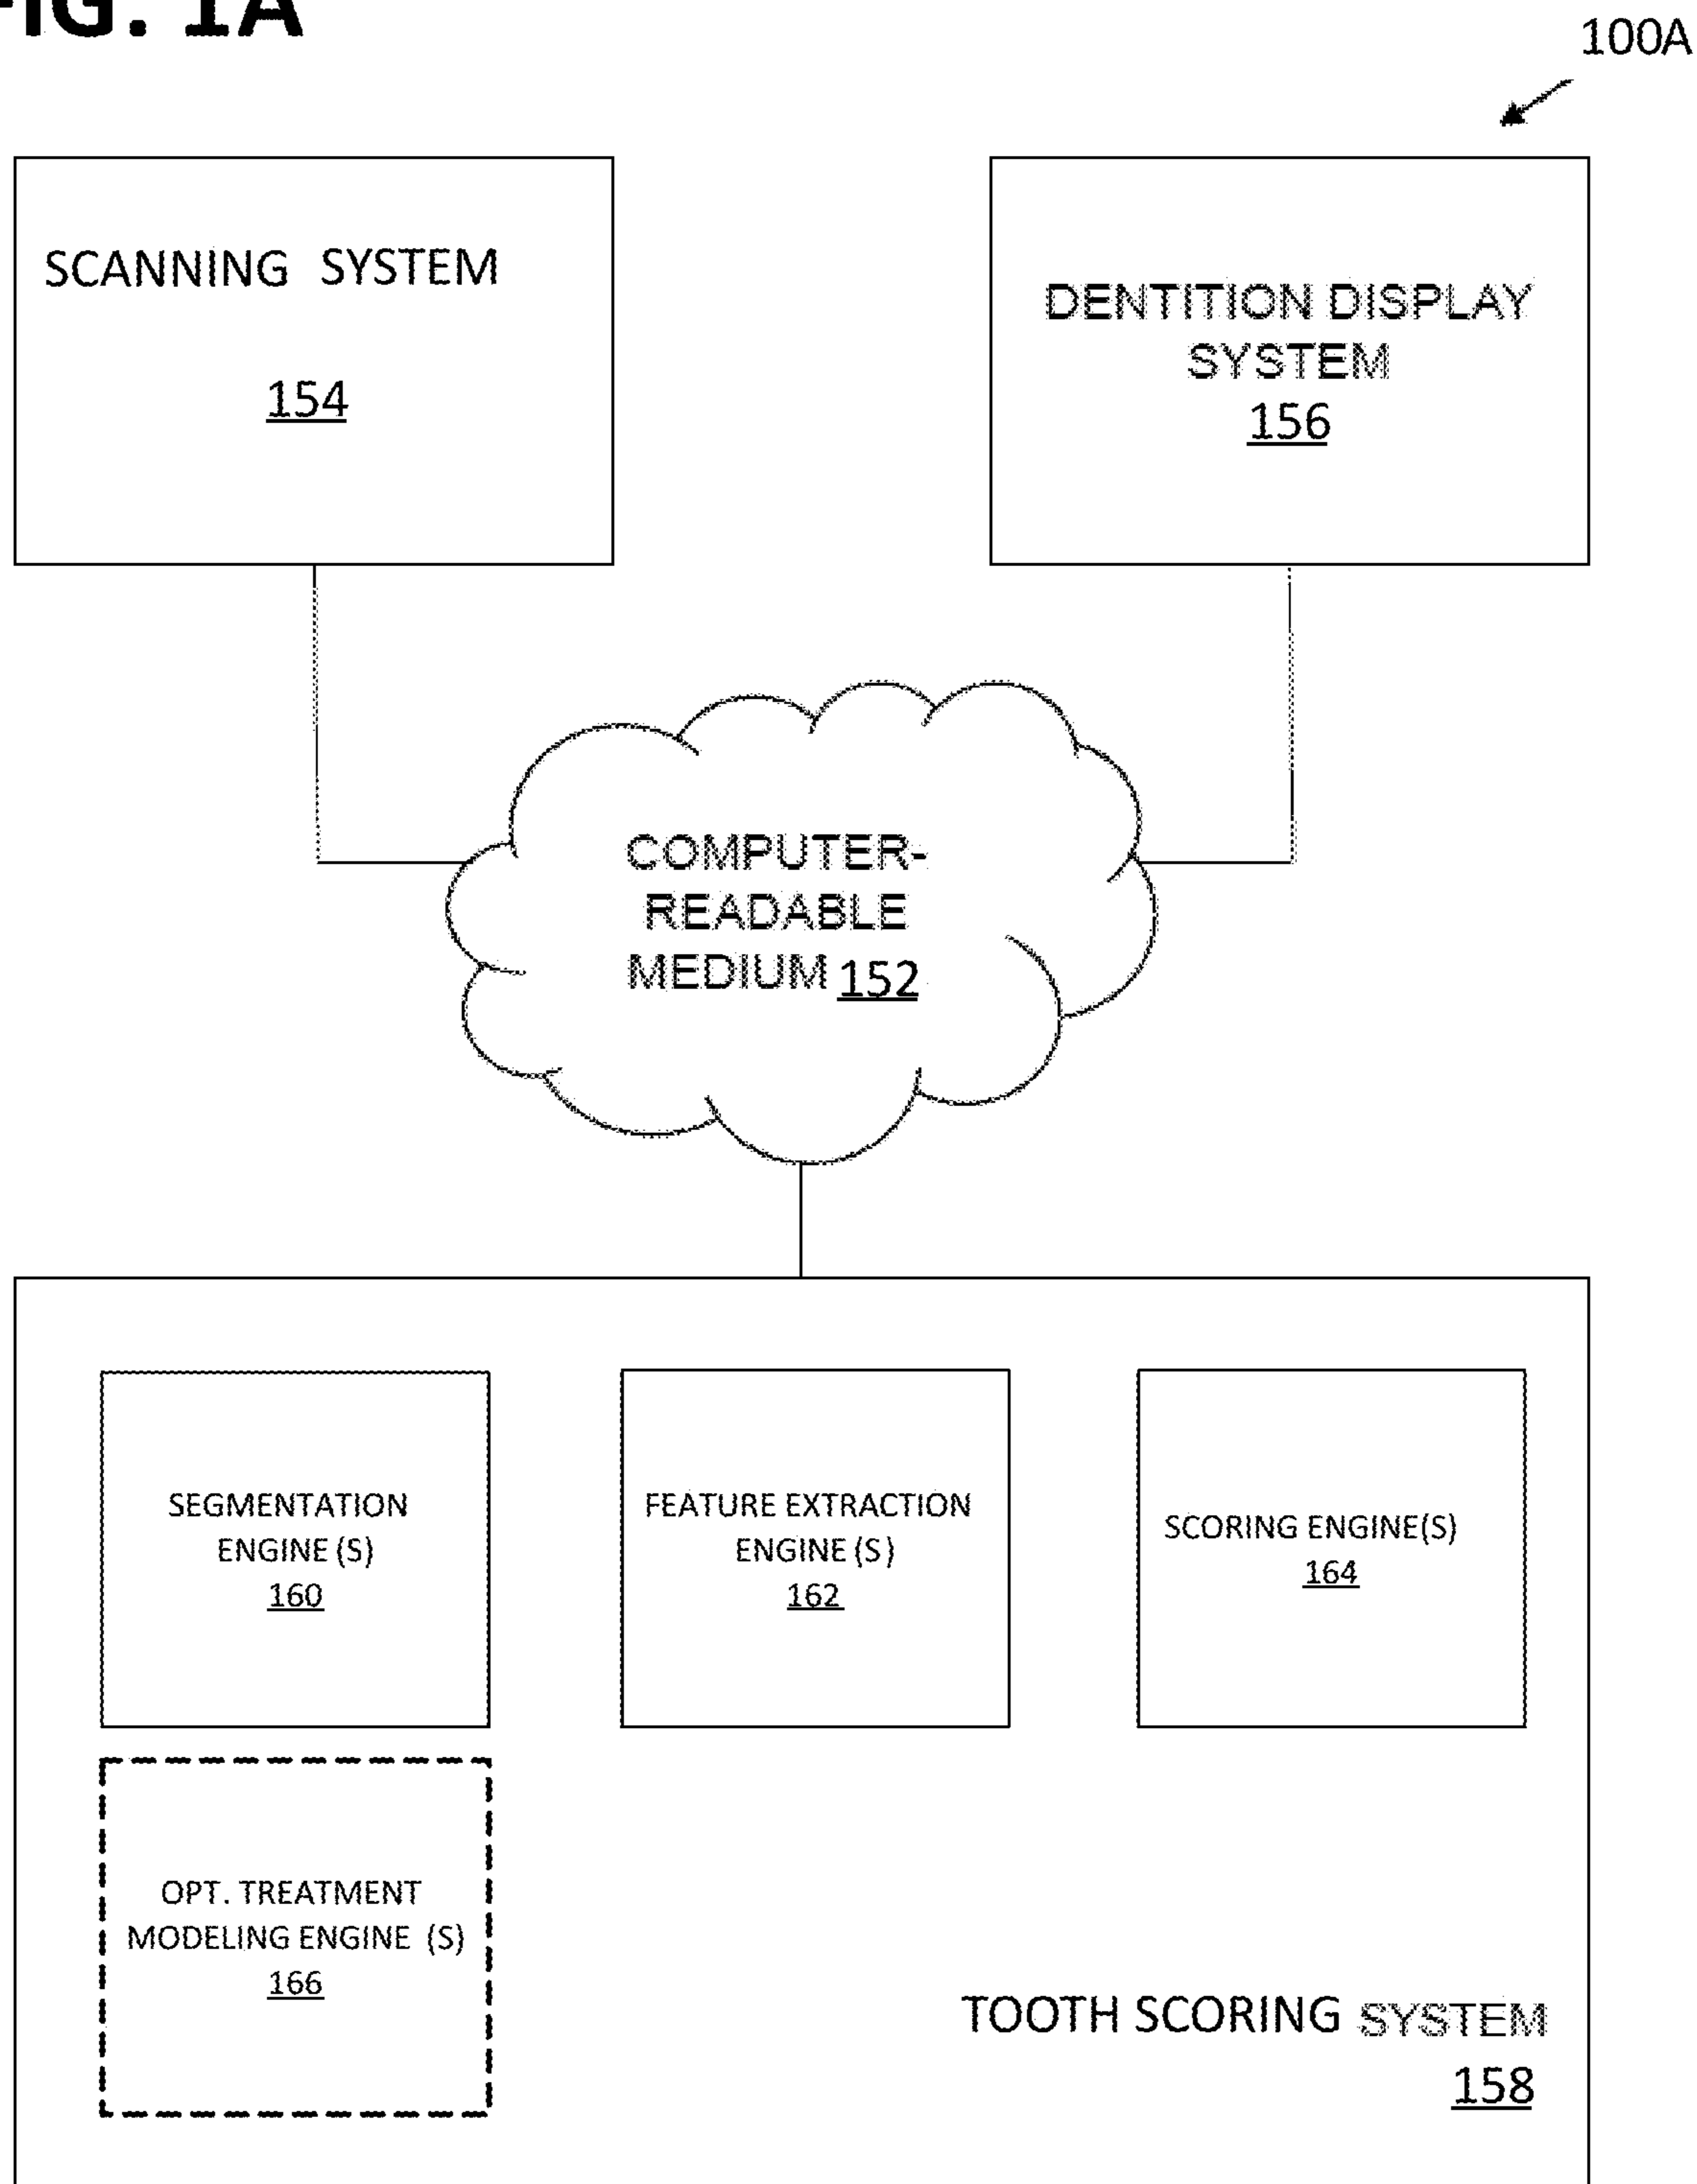 FIG. 1A
100A
SCANNING SYSTEM
154
DENTITION DISPLAY
SYSTEM
156
COMPUTER-
READABLE
MEDIUM 152
SEGMENTATION
ENGINE (S)
160
FEATURE EXTRACTION
ENGINE (S)
162
SCORING ENGINE(S)
164
OPT. TREATMENT
MODELING ENGINE (S)
166
TOOTH SCORING SYSTEM
158